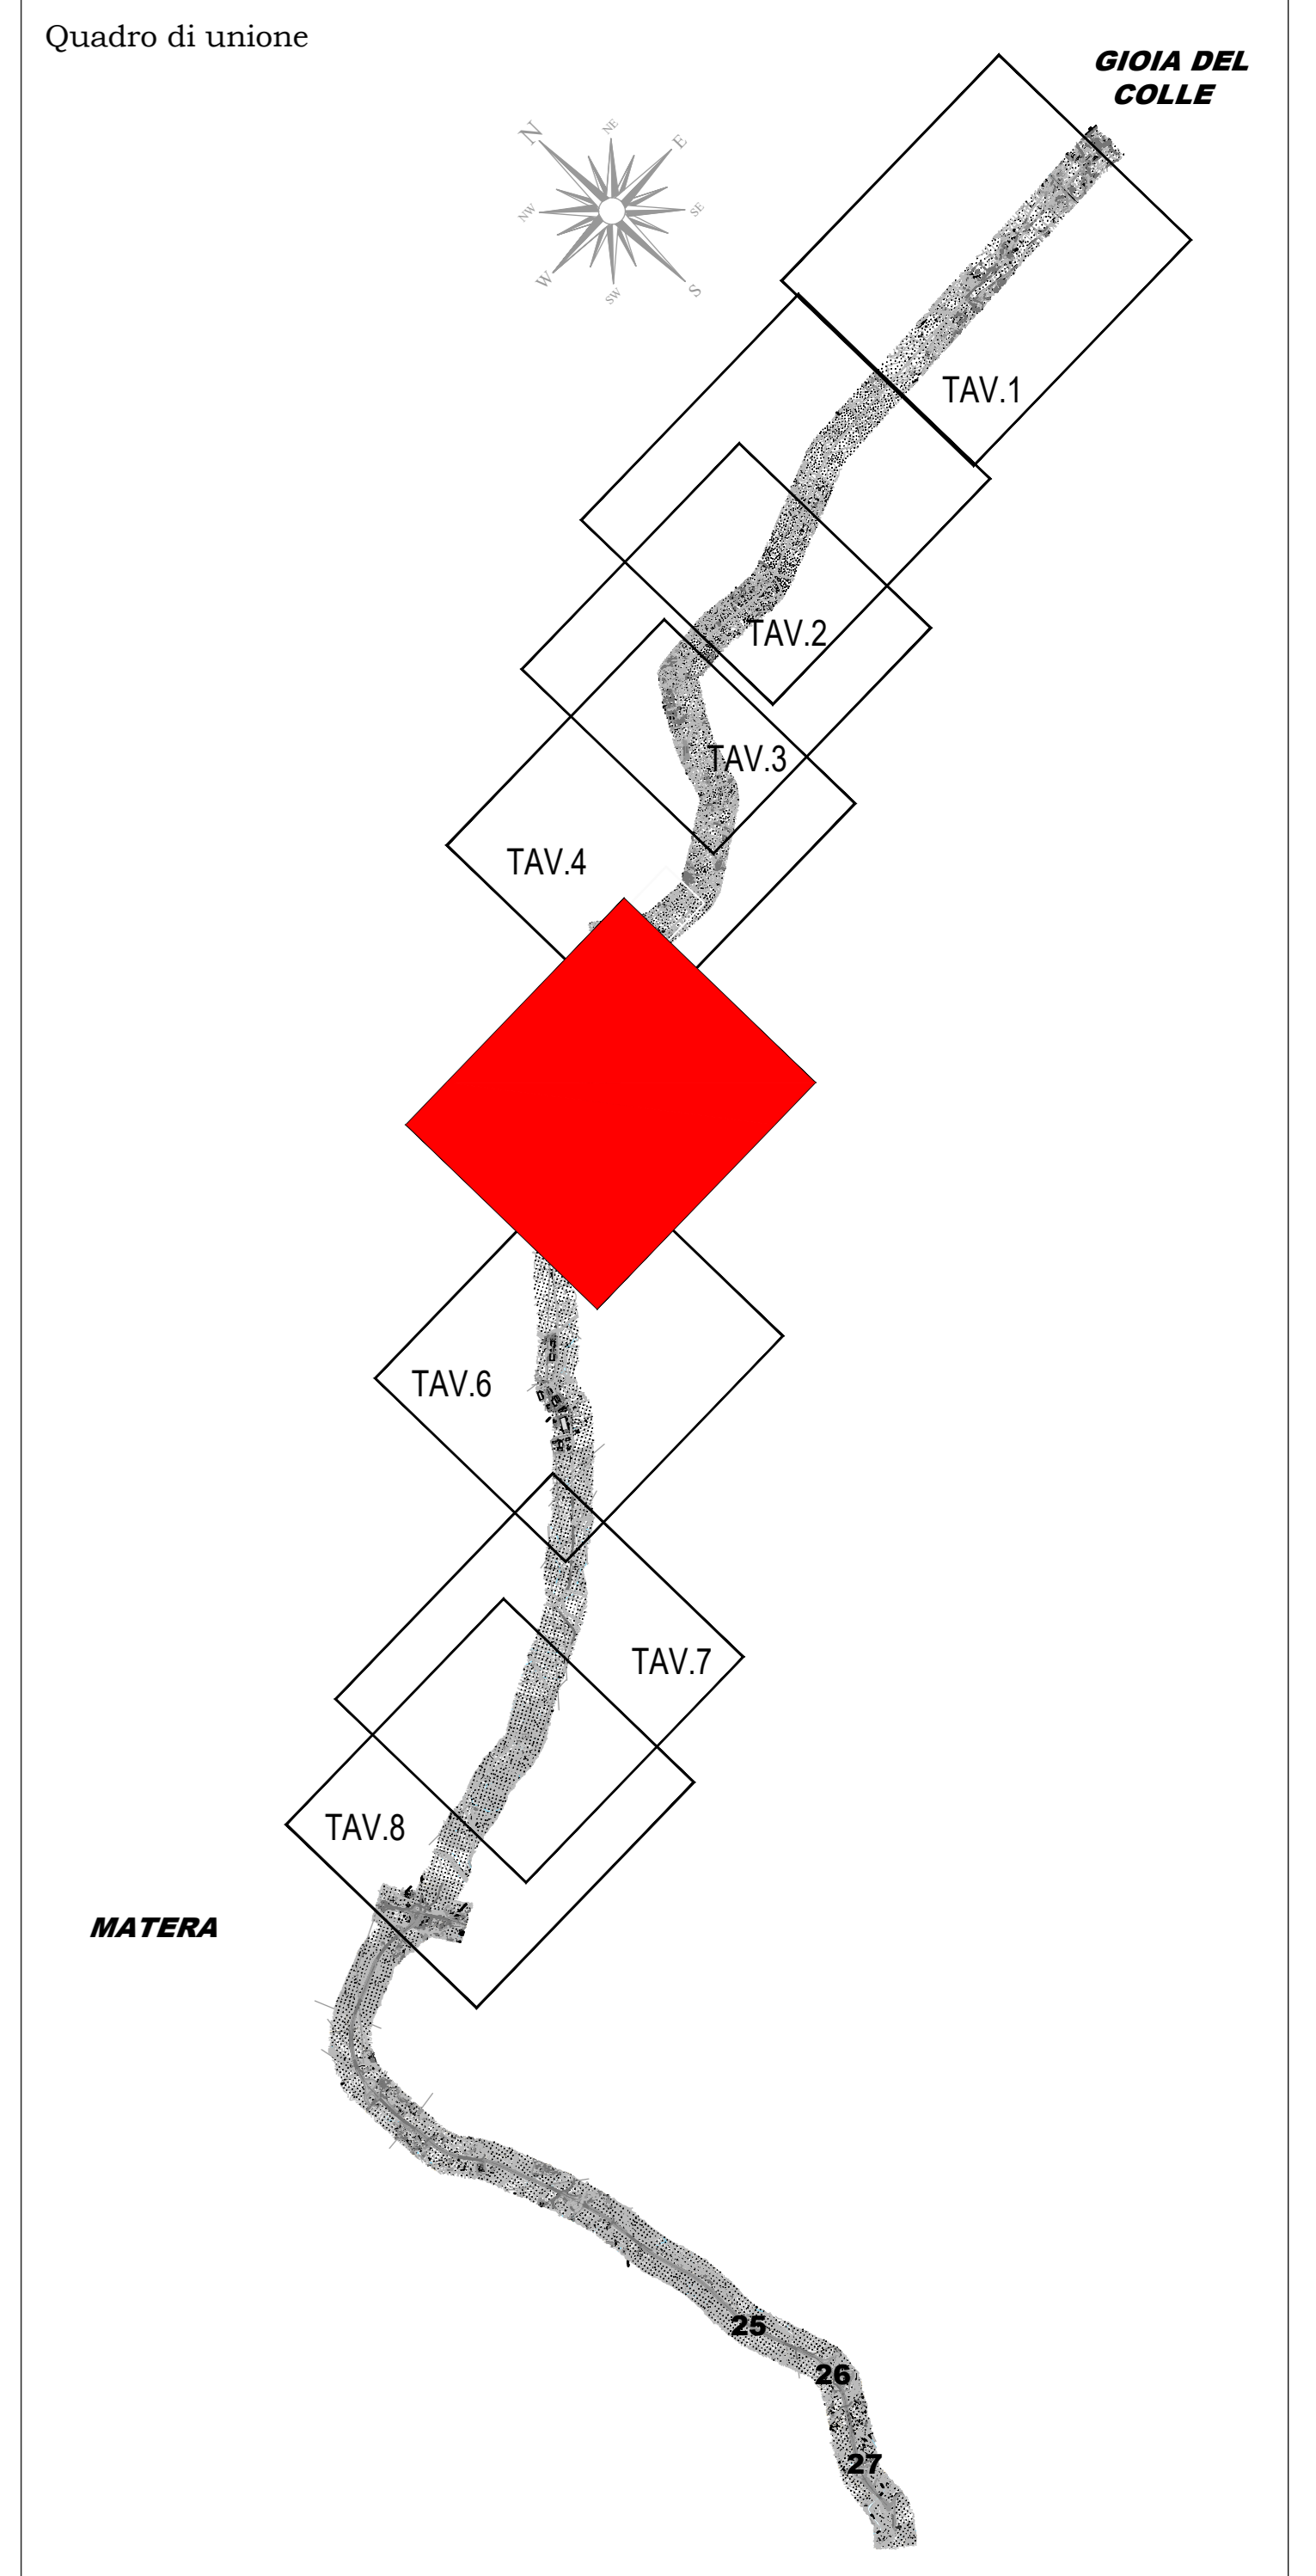 Quadro di unione
GIOIA DEL
COLLE
N
NE
E
NW
SE
W
SW
S
TAV.1
TAV.2
TAV.3
TAV.4
TAV.6
TAV.7
TAV.8
MATERA
25
26
27